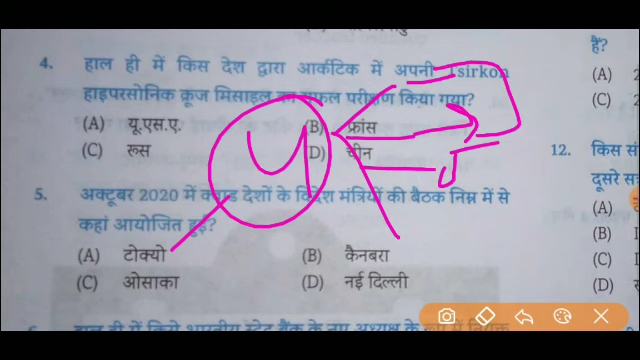 हैं?
4. हाल ही में किस देश द्वारा आर्कटिक में अपनी Tsirkon
हाइपरसोनिक क्रूज मिसाइल का सफल परीक्षण किया गया?
(A) यू.एस.ए. (B) फ्रांस
(C) रूस (D) चीन
5. अक्टूबर 2020 में क्वाड देशों के विदेश मंत्रियों की बैठक निम्न में से
कहां आयोजित हुई?
(A) टोक्यो (B) कैनबरा
(C) ओसाका (D) नई दिल्ली
(A)
(C)
12. किस
दूसरे
(A)
(B)
(C)
(D)